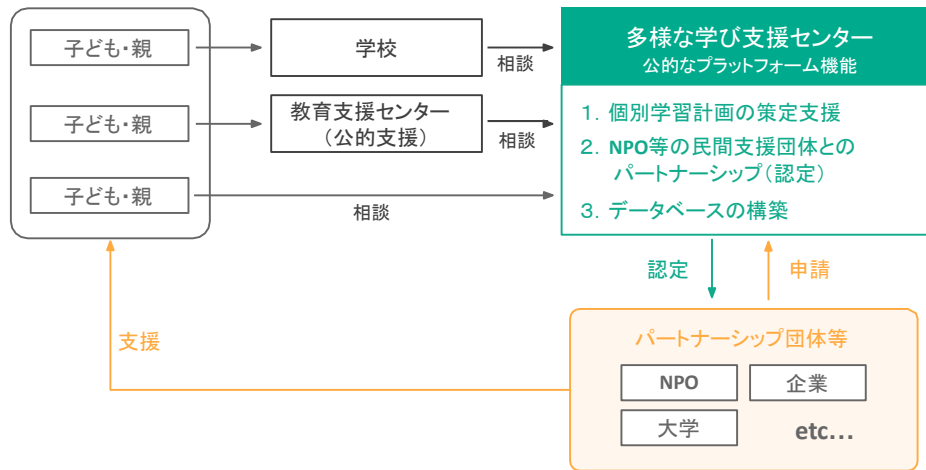 子ども・親
学校
相談
多様な学び支援センター
公的なプラットフォーム機能
子ども・親
教育支援センター
（公的支援）
相談
1. 個別学習計画の策定支援
2. NPO等の民間支援団体との
パートナーシップ（認定）
3. データベースの構築
子ども・親
相談
認定
申請
支援
パートナーシップ団体等
NPO
企業
大学
etc...